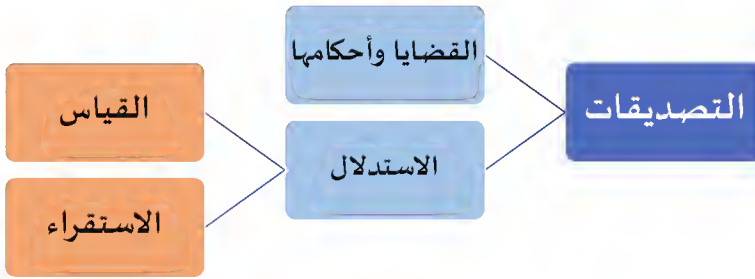 التصديقات
القضايا وأحكامها
الاستدلال
القياس
الاستقراء